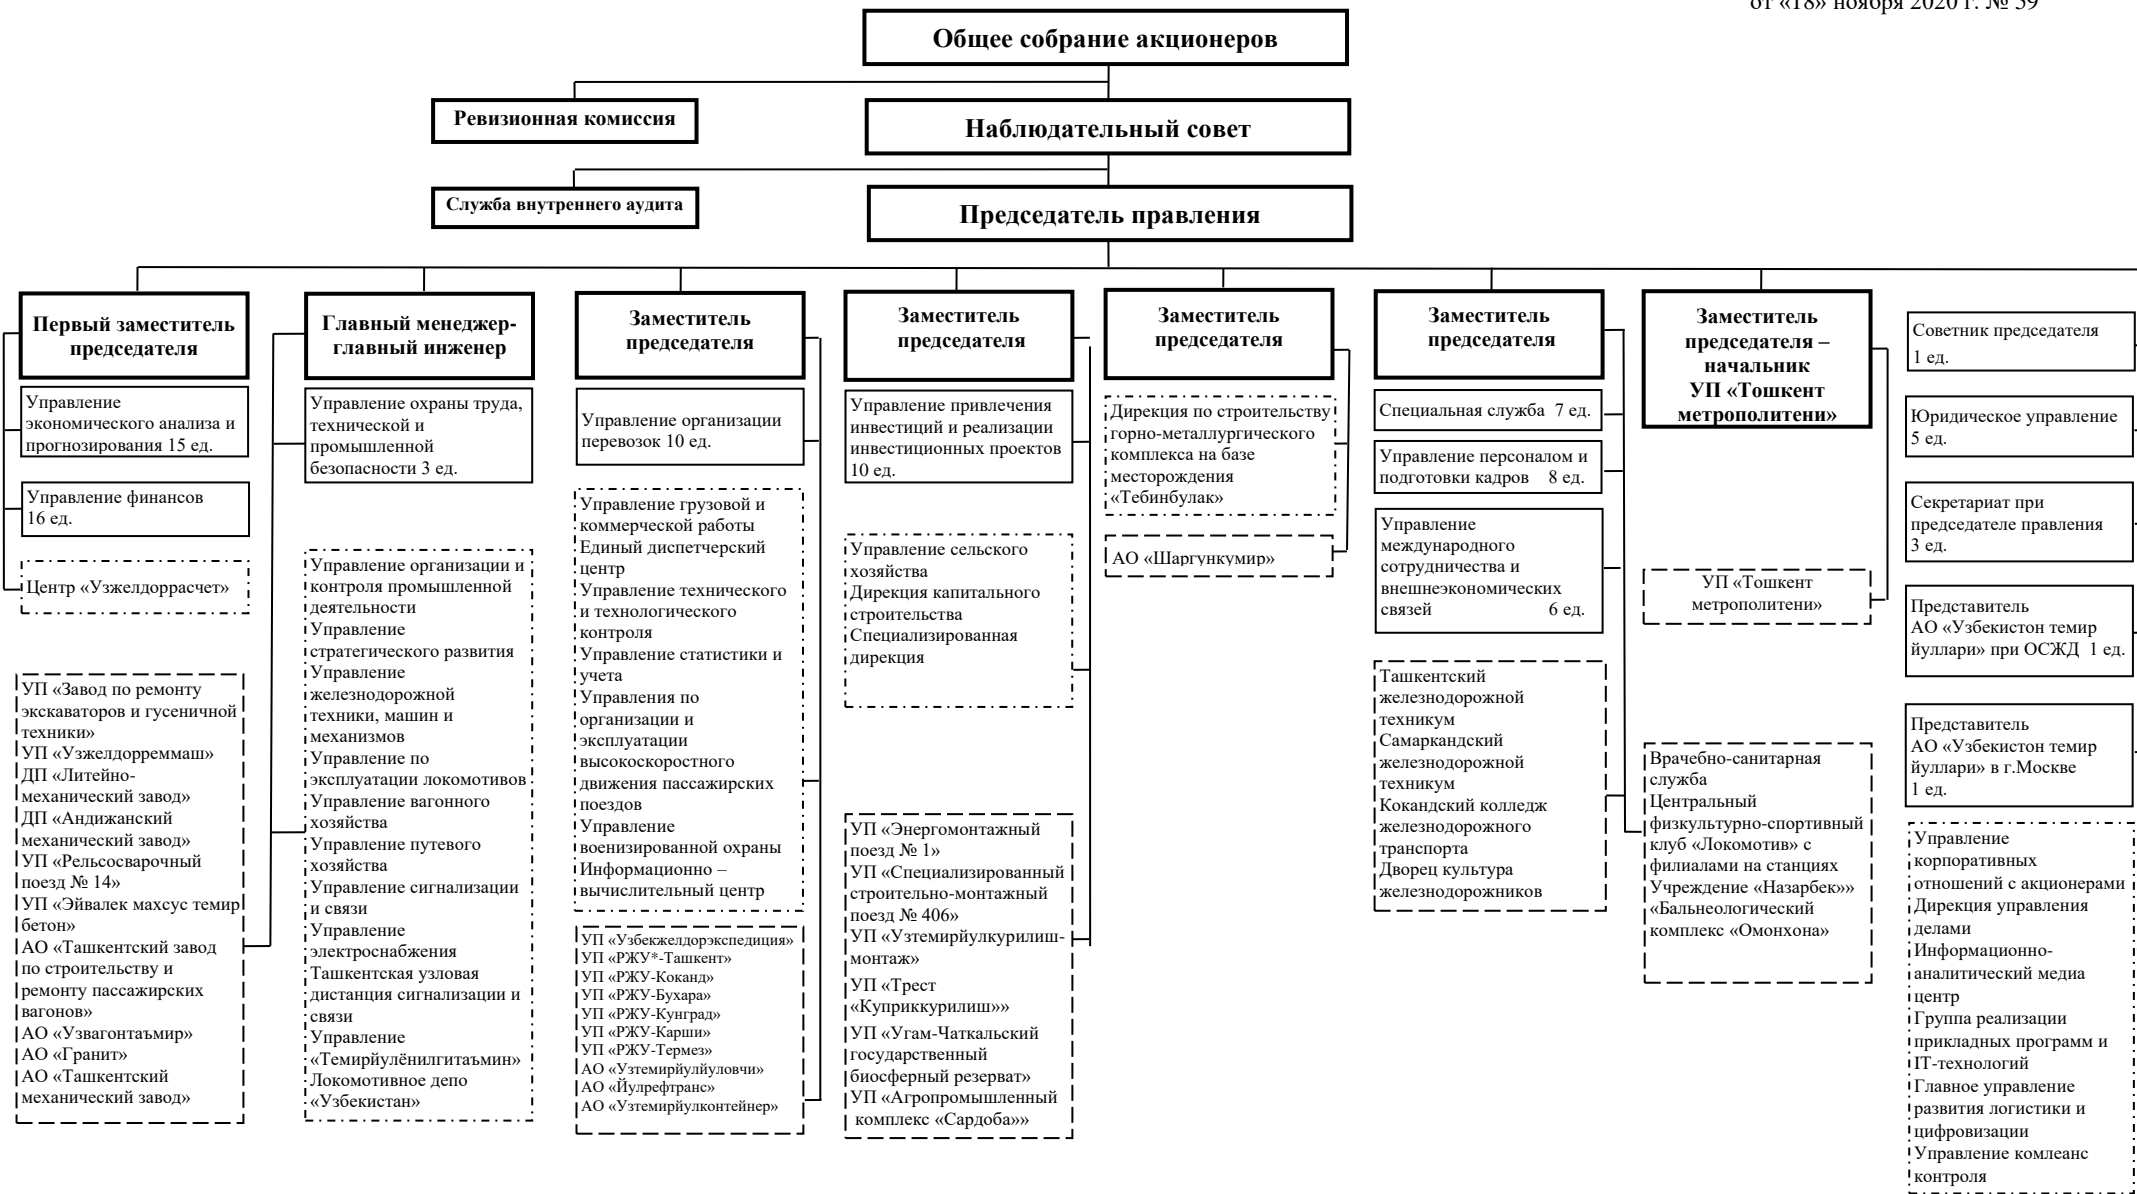 от «18» ноября 2020 г. № 59
Общее собрание акционеров
Ревизионная комиссия
Наблюдательный совет
Служба внутреннего аудита
Председатель правления
Первый заместитель
председателя
Управление
экономического анализа и
прогнозирования 15 ед.
Управление финансов
16 ед.
Центр «Узжелдоррасчет»
УП «Завод по ремонту
экскаваторов и гусеничной
техники»
УП «Узжелдорреммаш»
ДП «Литейно-
механический завод»
ДП «Андижанский
механический завод»
УП «Рельсосварочный
поезд № 14»
УП «Эйвалек махсус темир
бетон»
АО «Ташкентский завод
по строительству и
ремонту пассажирских
вагонов»
АО «Узвагонтаъмир»
АО «Гранит»
АО «Ташкентский
механический завод»
Главный менеджер-
главный инженер
Управление охраны труда,
технической и
промышленной
безопасности 3 ед.
Управление организации и
контроля промышленной
деятельности
Управление
стратегического развития
Управление
железнодорожной
техники, машин и
механизмов
Управление по
эксплуатации локомотивов
Управление вагонного
хозяйства
Управление путевого
хозяйства
Управление сигнализации
и связи
Управление
электроснабжения
Ташкентская узловая
дистанция сигнализации и
связи
Управление
«Темирйулёнилгитаъмин»
Локомотивное депо
«Узбекистан»
Заместитель
председателя
Управление организации
перевозок 10 ед.
Управление грузовой и
коммерческой работы
Единый диспетчерский
центр
Управление технического
и технологического
контроля
Управление статистики и
учета
Управления по
организации и
эксплуатации
высокоскоростного
движения пассажирских
поездов
Управление
военизированной охраны
Информационно –
вычислительный центр
УП «Узбекжелдорэкспедиция»
УП «РЖУ*-Ташкент»
УП «РЖУ-Коканд»
УП «РЖУ-Бухара»
УП «РЖУ-Кунград»
УП «РЖУ-Карши»
УП «РЖУ-Термез»
АО «Узтемирйулйуловчи»
АО «Йулрефтранс»
АО «Узтемирйулконтейнер»
Заместитель
председателя
Управление привлечения
инвестиций и реализации
инвестиционных проектов
10 ед.
Управление сельского
хозяйства
Дирекция капитального
строительства
Специализированная
дирекция
УП «Энергомонтажный
поезд № 1»
УП «Специализированный
строительно-монтажный
поезд № 406»
УП «Узтемирйулкурилиш-
монтаж»
УП «Трест
«Куприккурилиш»»
УП «Угам-Чаткальский
государственный
биосферный резерват»
УП «Агропромышленный
комплекс «Сардоба»»
Заместитель
председателя
Дирекция по строительству
горно-металлургического
комплекса на базе
месторождения
«Тебинбулак»
АО «Шаргункумир»
Заместитель
председателя
Специальная служба 7 ед.
Управление персоналом и
подготовки кадров 8 ед.
Управление
международного
сотрудничества и
внешнеэкономических
связей 6 ед.
Ташкентский
железнодорожной
техникум
Самаркандский
железнодорожной
техникум
Кокандский колледж
железнодорожного
транспорта
Дворец культура
железнодорожников
Заместитель
председателя –
начальник
УП «Тошкент
метрополитени»
УП «Тошкент
метрополитени»
Врачебно-санитарная
служба
Центральный
физкультурно-спортивный
клуб «Локомотив» с
филиалами на станциях
Учреждение «Назарбек»»
«Бальнеологический
комплекс «Омонхона»
Советник председателя
1 ед.
Юридическое управление
5 ед.
Секретариат при
председателе правления
3 ед.
Представитель
АО «Узбекистон темир
йуллари» при ОСЖД 1 ед.
Представитель
АО «Узбекистон темир
йуллари» в г.Москве
1 ед.
Управление
корпоративных
отношений с акционерами
Дирекция управления
делами
Информационно-
аналитический медиа
центр
Группа реализации
прикладных программ и
IT-технологий
Главное управление
развития логистики и
цифровизации
Управление комлеанс
контроля